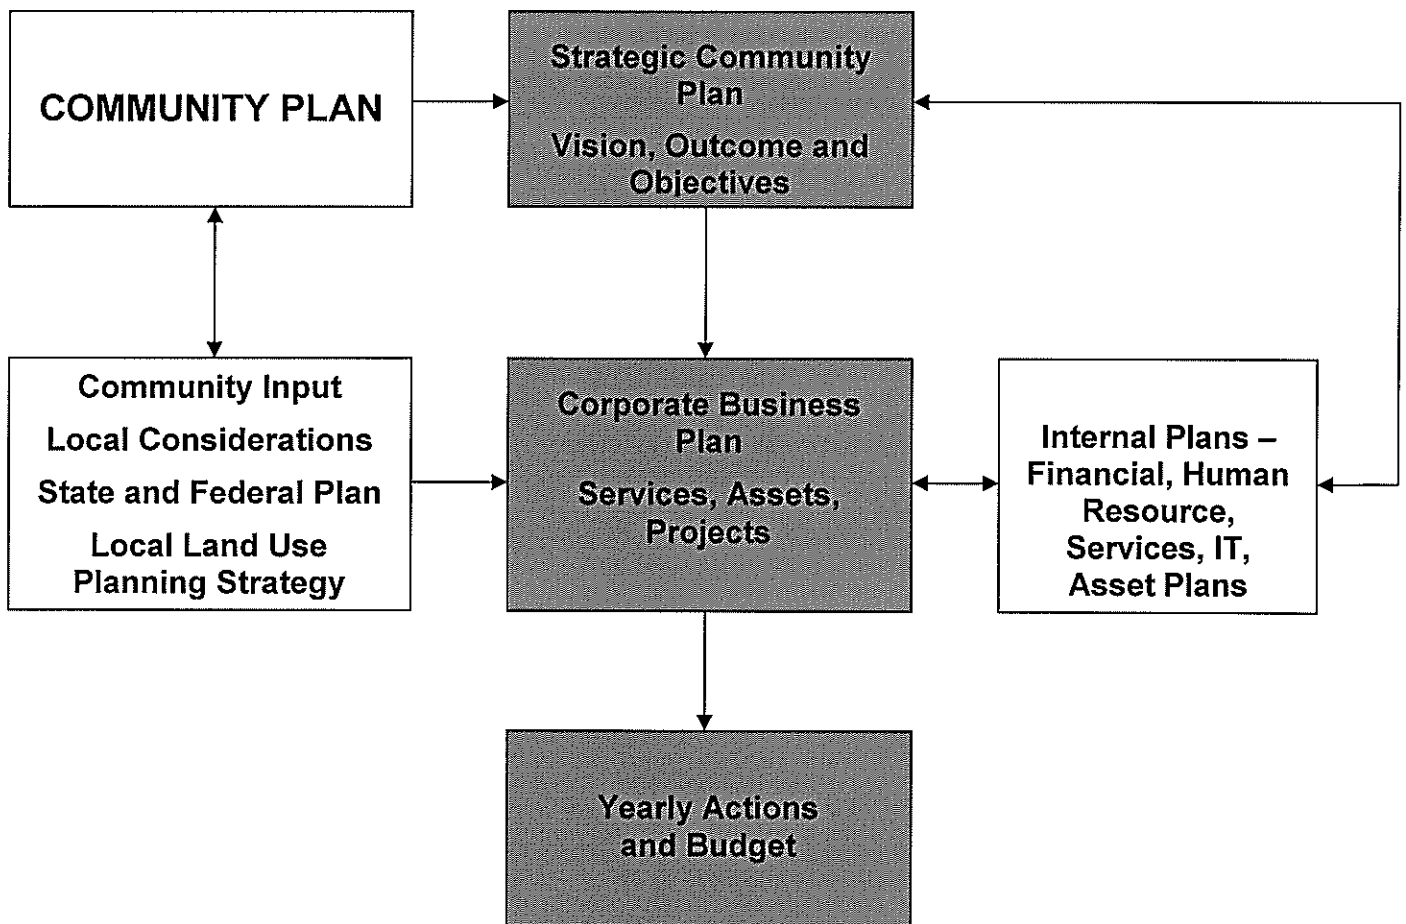 COMMUNITY PLAN
Strategic Community
Plan
Vision, Outcome and
Objectives
Community Input
Local Considerations
State and Federal Plan
Local Land Use
Planning Strategy
Corporate Business
Plan
Services, Assets,
Projects
Internal Plans –
Financial, Human
Resource,
Services, IT,
Asset Plans
Yearly Actions
and Budget